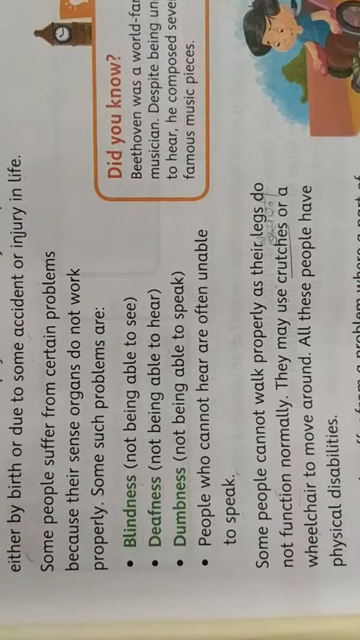 either by birth or due to some accident or injury in life.
Some people suffer from certain problems
because their sense organs do not work
properly. Some such problems are:
• Blindness (not being able to see)
• Deafness (not being able to hear)
• Dumbness (not being able to speak)
• People who cannot hear are often unable
to speak.
Did you know?
Beethoven was a
musician. Despite being
to hear, he composed
famous music pieces.
Some people cannot walk properly as their legs do
not function normally. They may use crutches or a
wheelchair to move around. All these people have
physical disabilities.